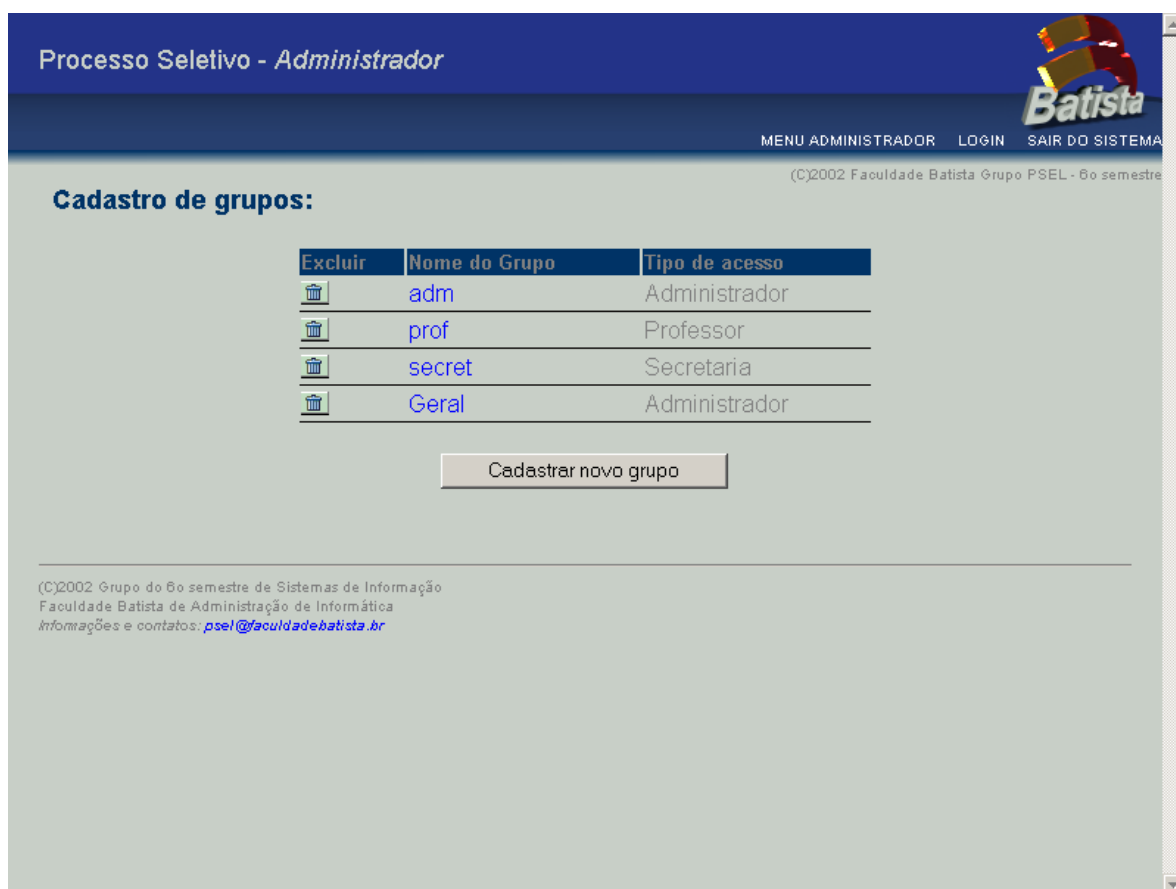 Processo Seletivo - Administrador
Batista
MENU ADMINISTRADOR LOGIN SAIR DO SISTEMA
(C)2002 Faculdade Batista Grupo PSEL - 6o semestre
Cadastro de grupos:
Excluir Nome do Grupo Tipo de acesso
adm Administrador
prof Professor
secret Secretaria
Geral Administrador
Cadastrar novo grupo
(C)2002 Grupo do 6o semestre de Sistemas de Informação
Faculdade Batista de Administração de Informática
Informações e contatos: psel@faculdadebatista.br